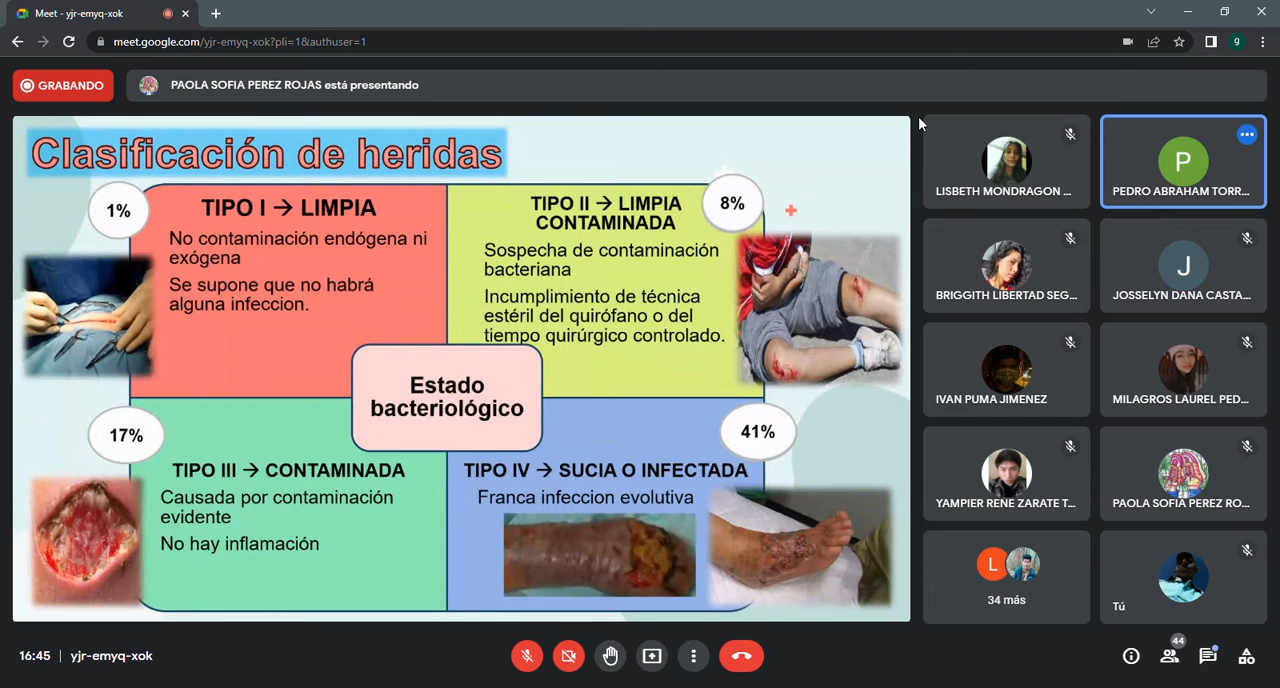 Meet - yjr-emyq-xok
meet.google.com/yjr-emyq-xok?pli=1&authuser=1
g
GRABANDO
PAOLA SOFIA PEREZ ROJAS está presentando
Clasificación de heridas
1%
TIPO I → LIMPIA
No contaminación endógena ni
exógena
Se supone que no habrá
alguna infeccion.
8%
TIPO II → LIMPIA
CONTAMINADA
Sospecha de contaminación
bacteriana
Incumplimiento de técnica
estéril del quirófano o del
tiempo quirúrgico controlado.
Estado
bacteriológico
17%
TIPO III → CONTAMINADA
Causada por contaminación
evidente
No hay inflamación
41%
TIPO IV → SUCIA O INFECTADA
Franca infeccion evolutiva
LISBETH MONDRAGON ...
P
PEDRO ABRAHAM TORR...
BRIGGITH LIBERTAD SEG...
J
JOSSELYN DANA CASTA...
IVAN PUMA JIMENEZ
MILAGROS LAUREL PED...
YAMPIER RENE ZARATE T...
PAOLA SOFIA PEREZ RO...
L
34 más
Tú
16:45 | yjr-emyq-xok
44